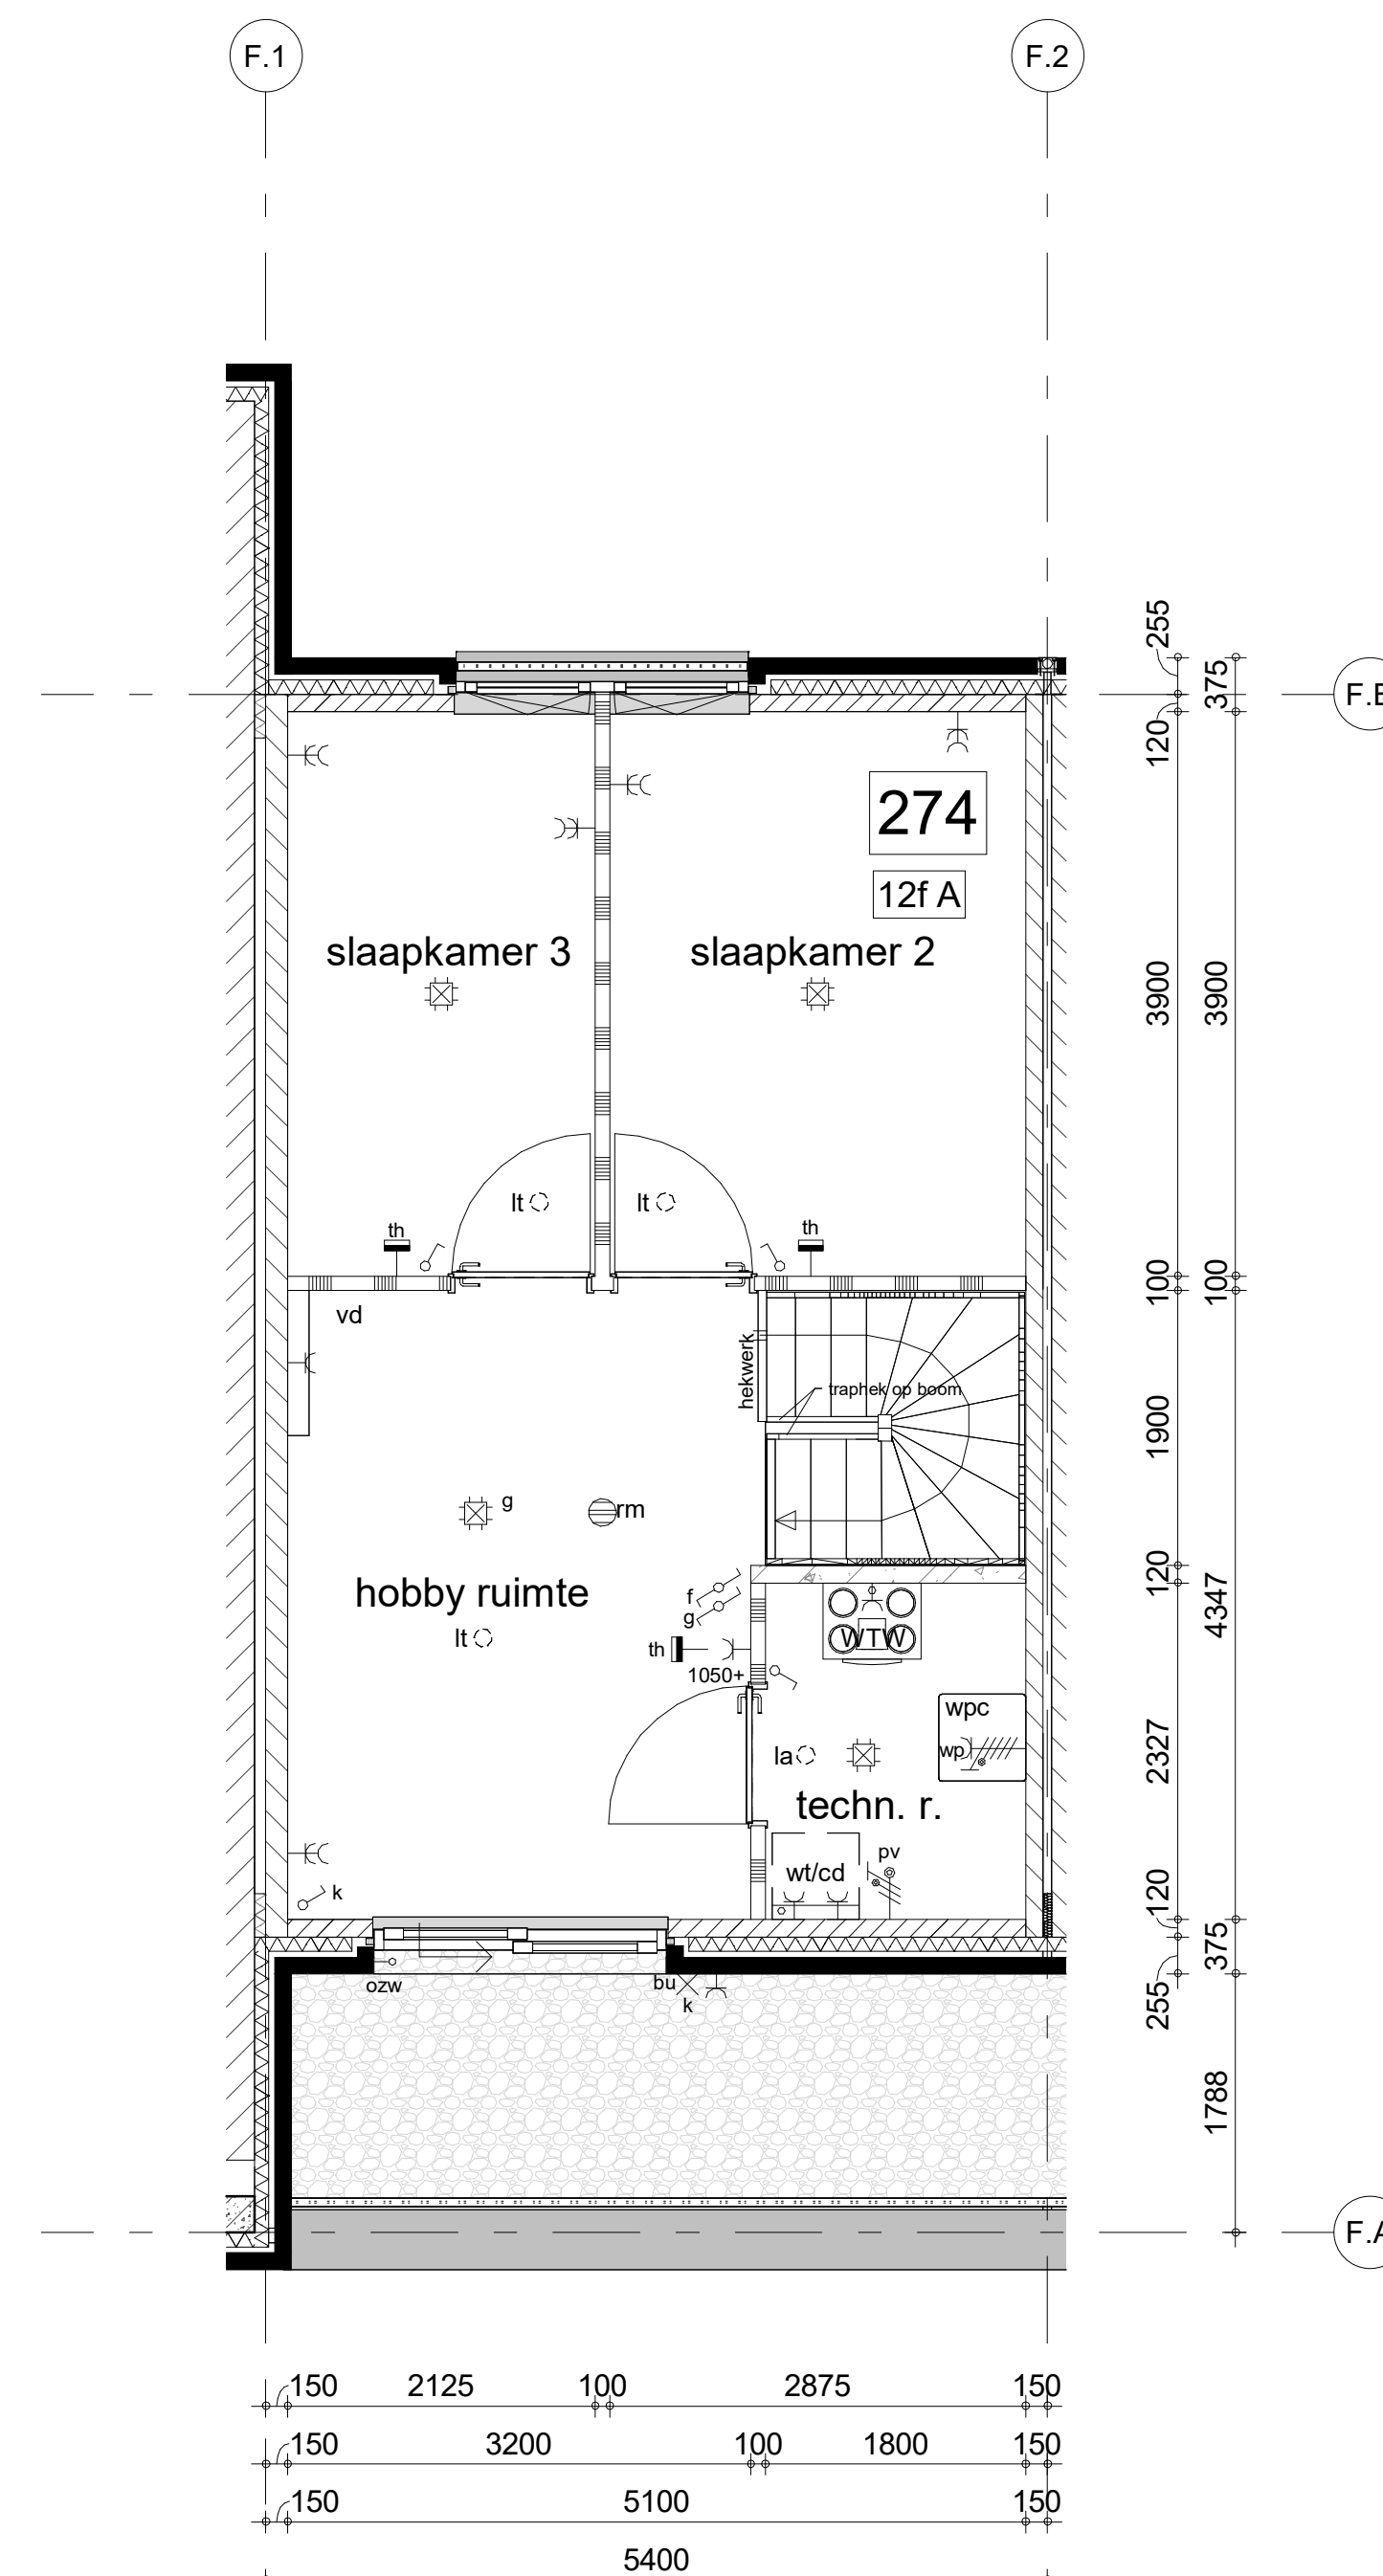 F.1
F.2
255
375
F.B
120
274
12f A
slaapkamer 3
slaapkamer 2
3900
3900
lt
lt
th
th
100
100
vd
hekwerk
traphek op boom
1900
g
rm
120
hobby ruimte
f
g
4347
lt
WTW
th
1050+
wpc
wp
2327
la
techn. r.
pv
wt/cd
k
120
375
ozw
bu
k
255
1788
F.A
150
2125
100
2875
150
150
3200
100
1800
150
150
5100
150
5400